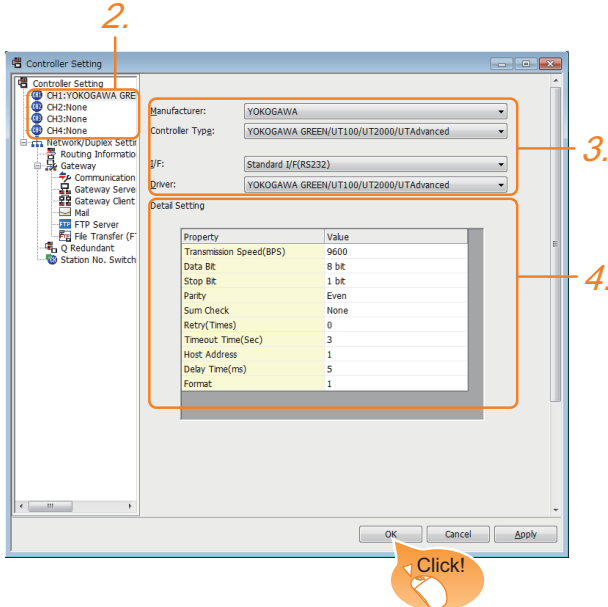 2.
Controller Setting
Controller Setting
CH1:YOKOGAWA GRE
CH2:None
CH3:None
CH4:None
Network/Duplex Settin
Routing Informatio
Gateway
Communication
Gateway Serve
Gateway Client
Mail
FTP Server
File Transfer (F
Q Redundant
Station No. Switch
Manufacturer: YOKOGAWA
Controller Type: YOKOGAWA GREEN/UT100/UT2000/UTAdvanced
I/F: Standard I/F(RS232)
Driver: YOKOGAWA GREEN/UT100/UT2000/UTAdvanced
3.
Detail Setting
Property Value
Transmission Speed(BPS) 9600
Data Bit 8 bit
Stop Bit 1 bit
Parity Even
Sum Check None
Retry(Times) 0
Timeout Time(Sec) 3
Host Address 1
Delay Time(ms) 5
Format 1
4.
OK Cancel Apply
Click!